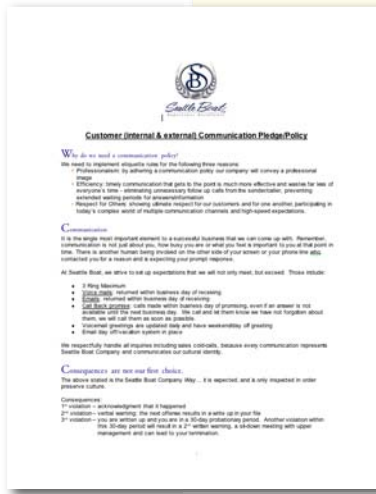 SB
Seattle Boat
Customer (internal & external) Communication Pledge/Policy
Why do we need a communication policy?
We need to implement etiquette rules for the following three reasons:
- Professionalism: by adhering a communication policy our company will convey a professional
image
- Efficiency: timely communication that gets to the point is much more effective and wastes far less of
everyone's time - eliminating unnecessary follow up calls from the sender/caller, preventing
extended waiting periods for answers/information
- Respect for Others: showing ultimate respect for our customers and for one another, participating in
today's complex world of multiple communication channels and high-speed expectations.
Communication
It is the single most important element to a successful business that we can come up with. Remember,
communication is not just about you, how busy you are or what you feel is important to you at that point in
time. There is another human being involved on the other side of your screen or your phone line who
contacted you for a reason and is expecting your prompt response.
At Seattle Boat, we strive to set up expectations that we will not only meet, but exceed. Those include:
• 3 Ring Maximum
• Voice mails: returned within business day of receiving
• Emails: returned within business day of receiving
• Call Back promises: calls made within business day of promising, even if an answer is not
available until the next business day. We call and let them know we have not forgotten about
them, we will call them as soon as possible.
• Voicemail greetings are updated daily and have weekend/day off greeting
• Email day off/vacation system in place
We respectfully handle all inquiries including sales cold-calls, because every communication represents
Seattle Boat Company and communicates our cultural identity.
Consequences are not our first choice.
The above stated is the Seattle Boat Company Way... it is expected, and is only inspected in order
preserve culture.
Consequences:
1st violation – acknowledgment that it happened
2nd violation – verbal warning; the next offense results in a write up in your file
3rd violation – you are written up and you are in a 30-day probationary period. Another violation within
this 30-day period will result in a 2nd written warning, a sit-down meeting with upper
management and can lead to your termination.